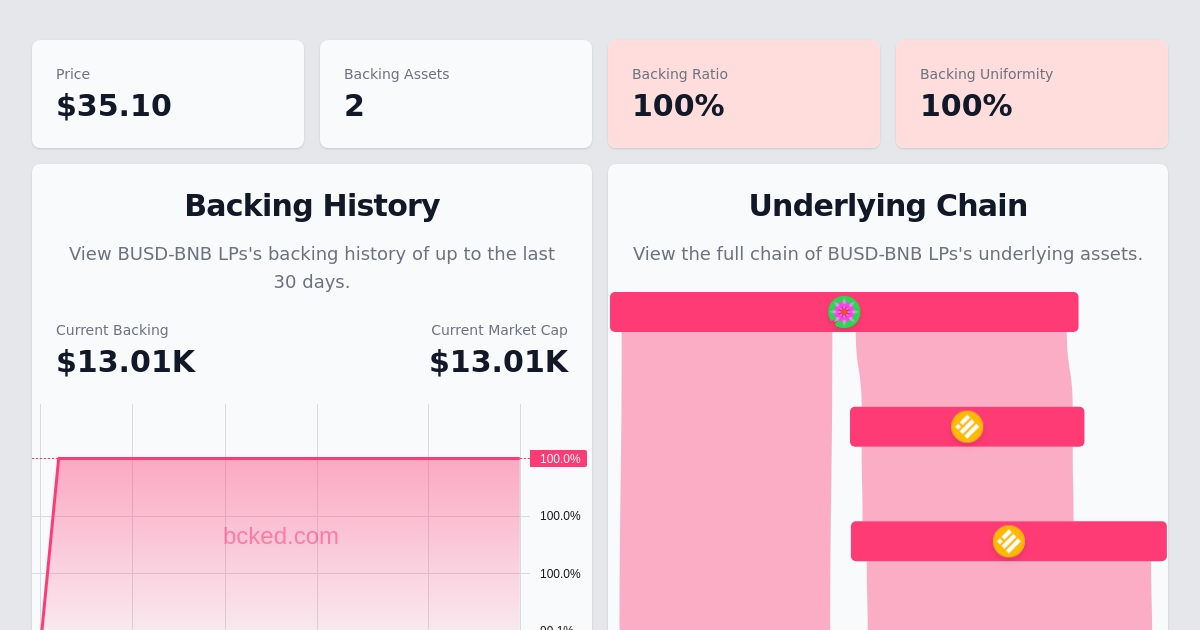 Price
$35.10
Backing Assets
2
Backing Ratio
100%
Backing Uniformity
100%
Backing History
View BUSD-BNB LPs's backing history of up to the last
30 days.
Current Backing
$13.01K
Current Market Cap
$13.01K
100.0%
bcked.com
100.0%
100.0%
Underlying Chain
View the full chain of BUSD-BNB LPs's underlying assets.